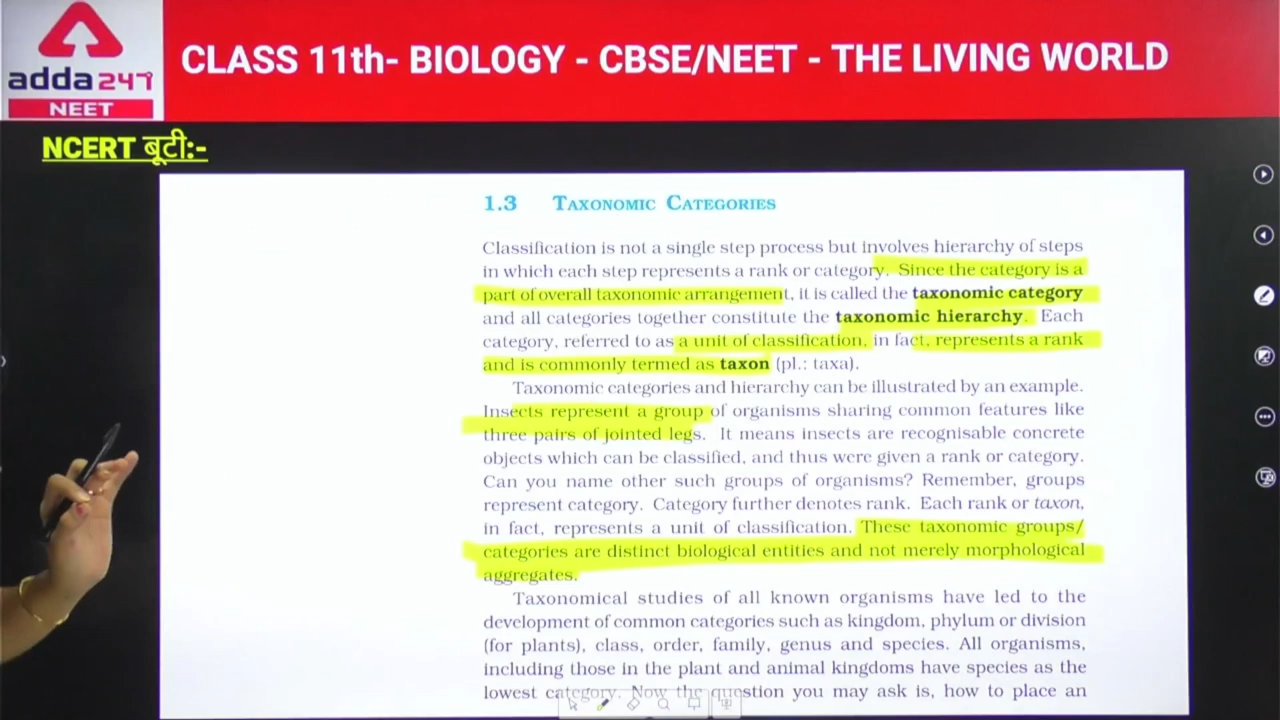 adda247
NEET
CLASS 11th- BIOLOGY - CBSE/NEET - THE LIVING WORLD
NCERT बूटी:-
1.3 TAXONOMIC CATEGORIES
Classification is not a single step process but involves hierarchy of steps
in which each step represents a rank or category. Since the category is a
part of overall taxonomic arrangement, it is called the taxonomic category
and all categories together constitute the taxonomic hierarchy. Each
category, referred to as a unit of classification, in fact, represents a rank
and is commonly termed as taxon (pl.: taxa).
Taxonomic categories and hierarchy can be illustrated by an example.
Insects represent a group of organisms sharing common features like
three pairs of jointed legs. It means insects are recognisable concrete
objects which can be classified, and thus were given a rank or category.
Can you name other such groups of organisms? Remember, groups
represent category. Category further denotes rank. Each rank or taxon,
in fact, represents a unit of classification. These taxonomic groups/
categories are distinct biological entities and not merely morphological
aggregates.
Taxonomical studies of all known organisms have led to the
development of common categories such as kingdom, phylum or division
(for plants), class, order, family, genus and species. All organisms,
including those in the plant and animal kingdoms have species as the
lowest category. Now the question you may ask is, how to place an